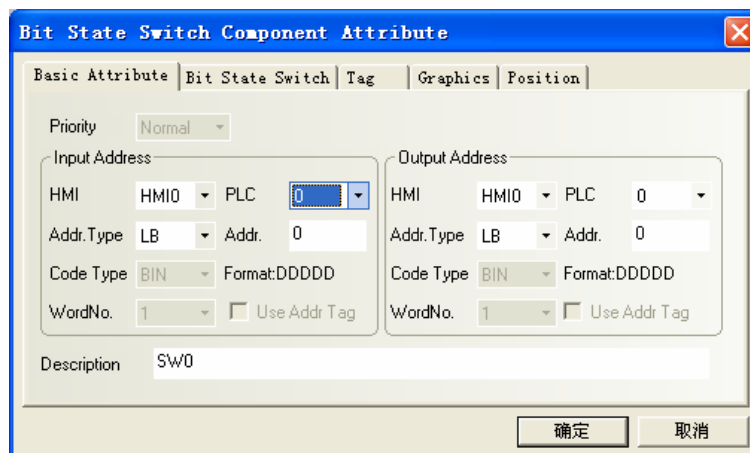 Bit State Switch Component Attribute
Basic Attribute Bit State Switch Tag Graphics Position
Priority Normal
Input Address Output Address
HMI HMI0 PLC 0 HMI HMI0 PLC 0
Addr.Type LB Addr. 0 Addr.Type LB Addr. 0
Code Type BIN Format:DDDDD Code Type BIN Format:DDDDD
WordNo. 1 Use Addr Tag WordNo. 1 Use Addr Tag
Description SW0
确定 取消